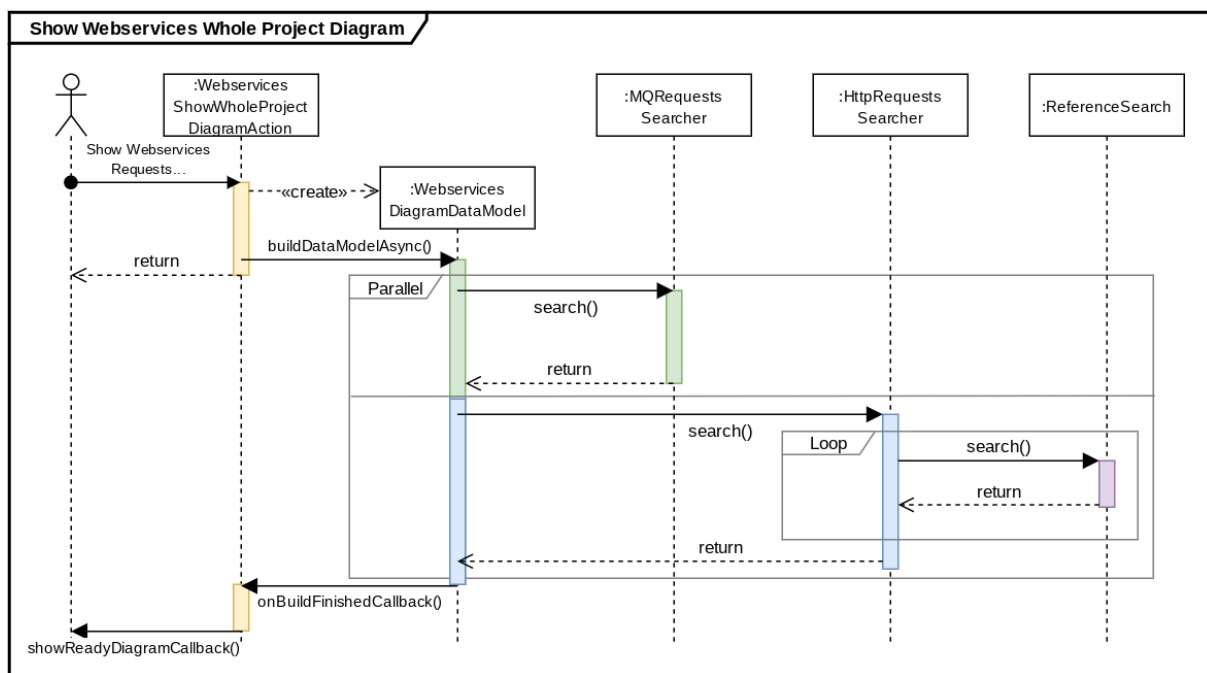 Show Webservices Whole Project Diagram
:Webservices
ShowWholeProject
DiagramAction
:MQRequests
Searcher
:HttpRequests
Searcher
:ReferenceSearch
Show Webservices
Requests...
«create»
:Webservices
DiagramDataModel
buildDataModelAsync()
return
Parallel
search()
return
search()
Loop
search()
return
return
onBuildFinishedCallback()
showReadyDiagramCallback()